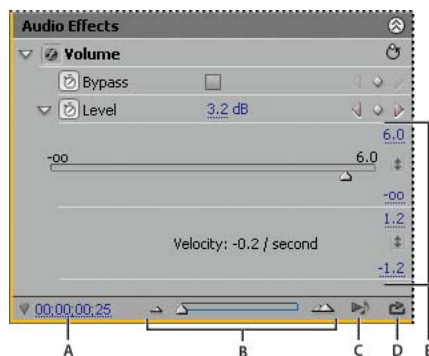 Audio Effects
Volume
Bypass
Level 3.2 dB
6.0
-oo 6.0
-oo
1.2
Velocity: -0.2 / second
-1.2
00;00;00;25
A B C D E